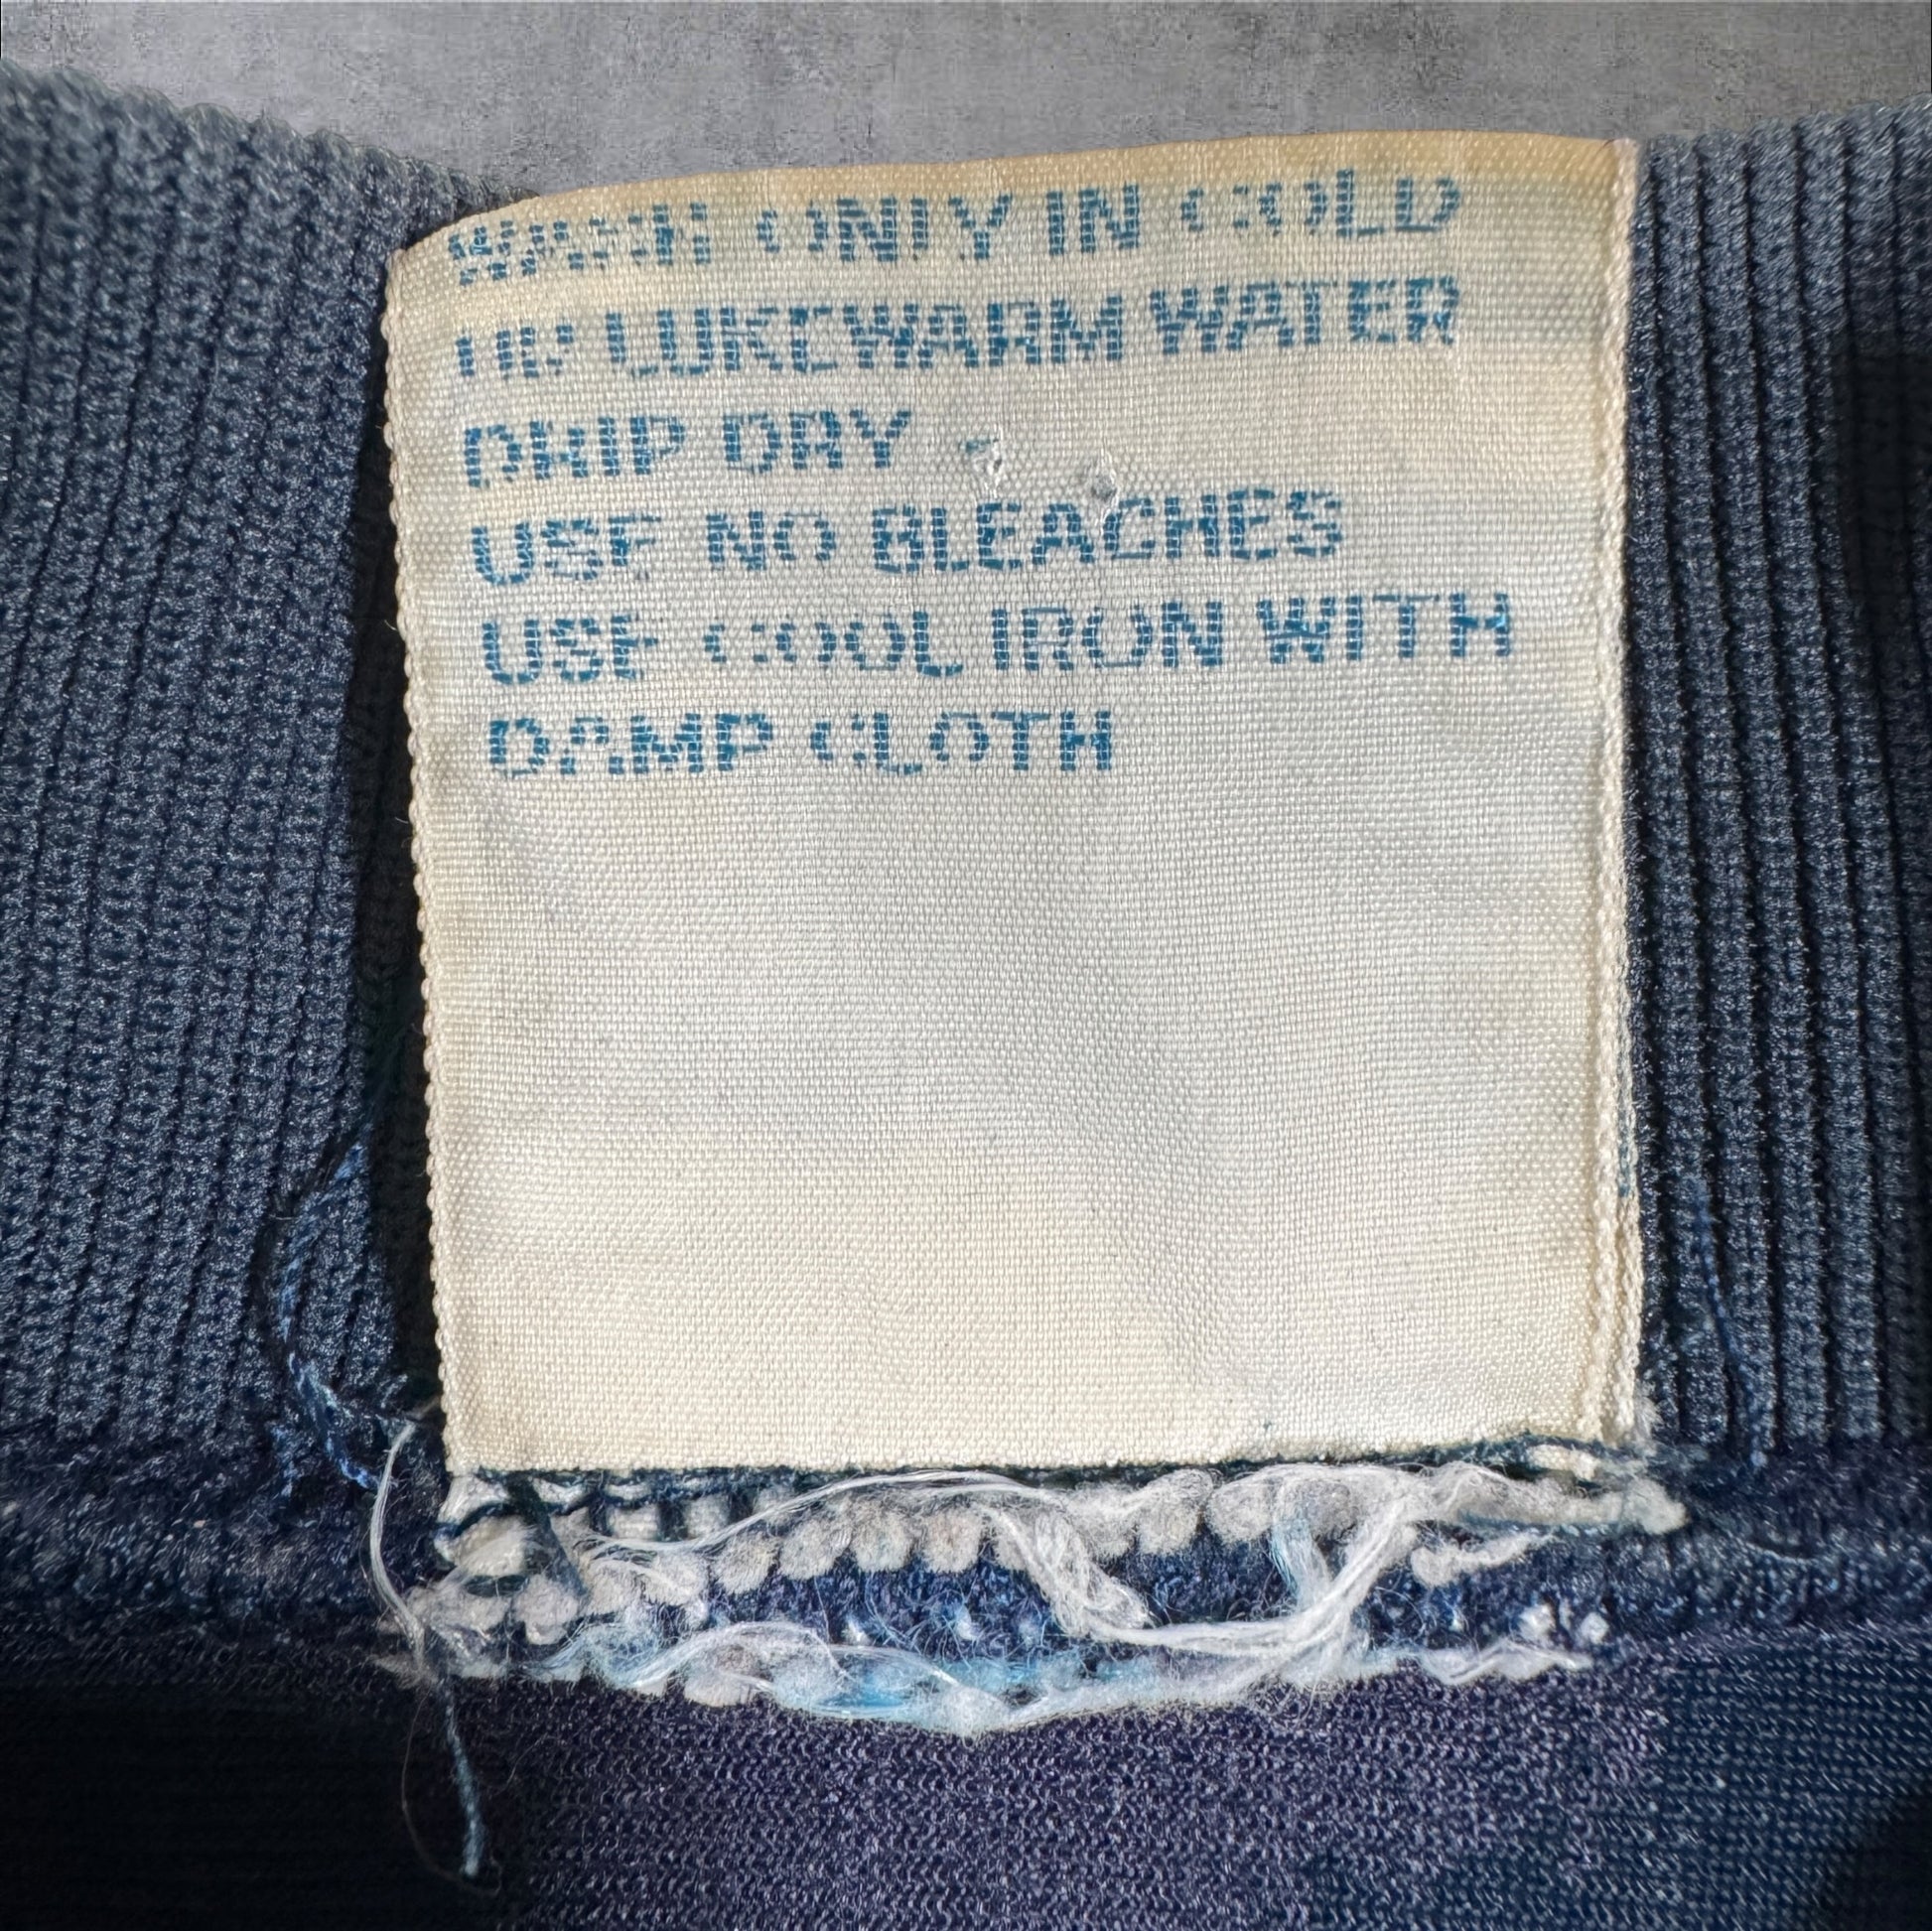 WASH ONLY IN COLD
OR LUKEWARM WATER
DRIP DRY
USE NO BLEACHES
USE COOL IRON WITH
DAMP CLOTH